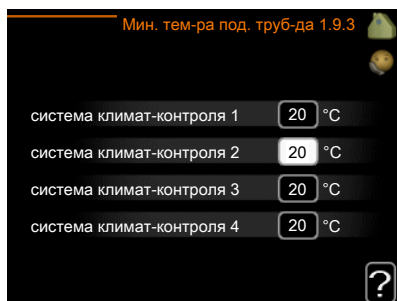 Мин. тем-ра под. труб-да 1.9.3
система климат-контроля 1 20 °C
система климат-контроля 2 20 °C
система климат-контроля 3 20 °C
система климат-контроля 4 20 °C
?